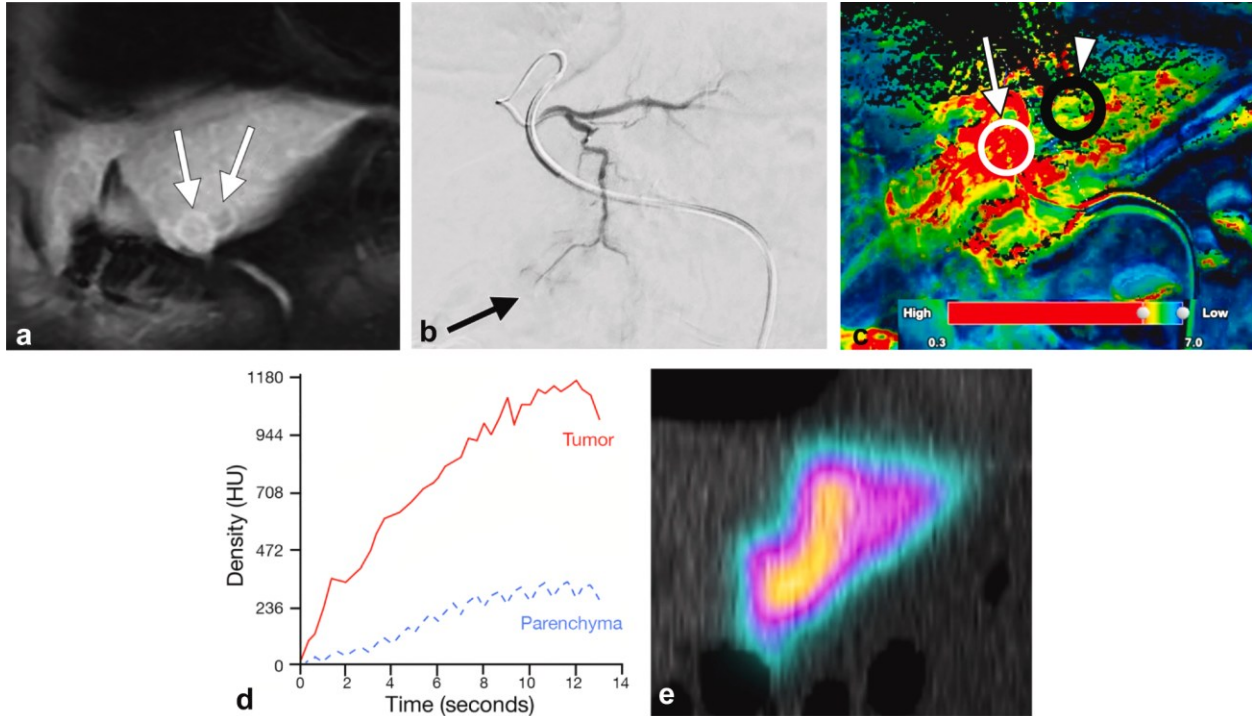 a
b
c
High
Low
0.3
7.0
1180
944
708
472
236
0
Density (HU)
Tumor
Parenchyma
0
2
4
6
8
10
12
14
Time (seconds)
d
e